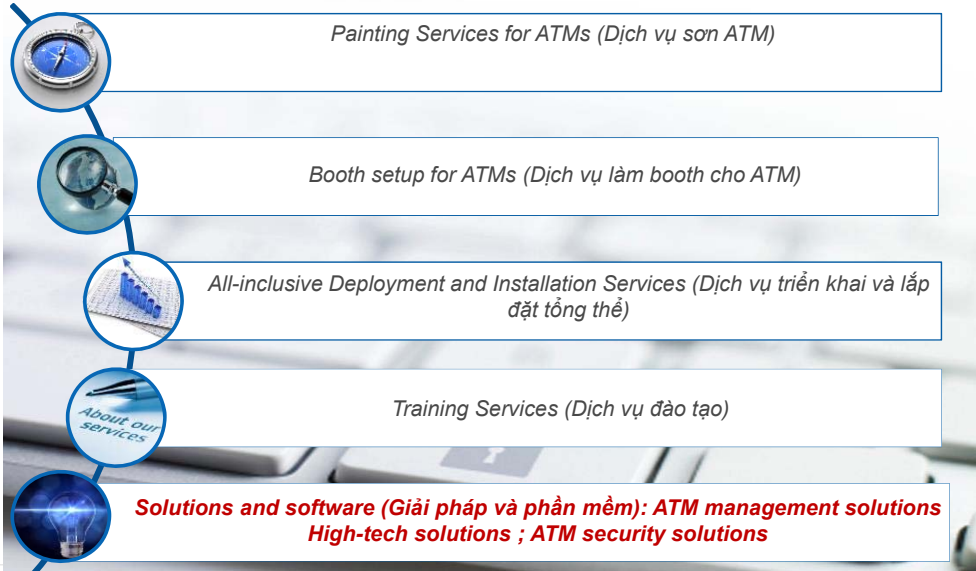 Painting Services for ATMs (Dịch vụ sơn ATM)
Booth setup for ATMs (Dịch vụ làm booth cho ATM)
All-inclusive Deployment and Installation Services (Dịch vụ triển khai và lắp
đặt tổng thể)
About our
services
Training Services (Dịch vụ đào tạo)
Solutions and software (Giải pháp và phần mềm): ATM management solutions
High-tech solutions ; ATM security solutions